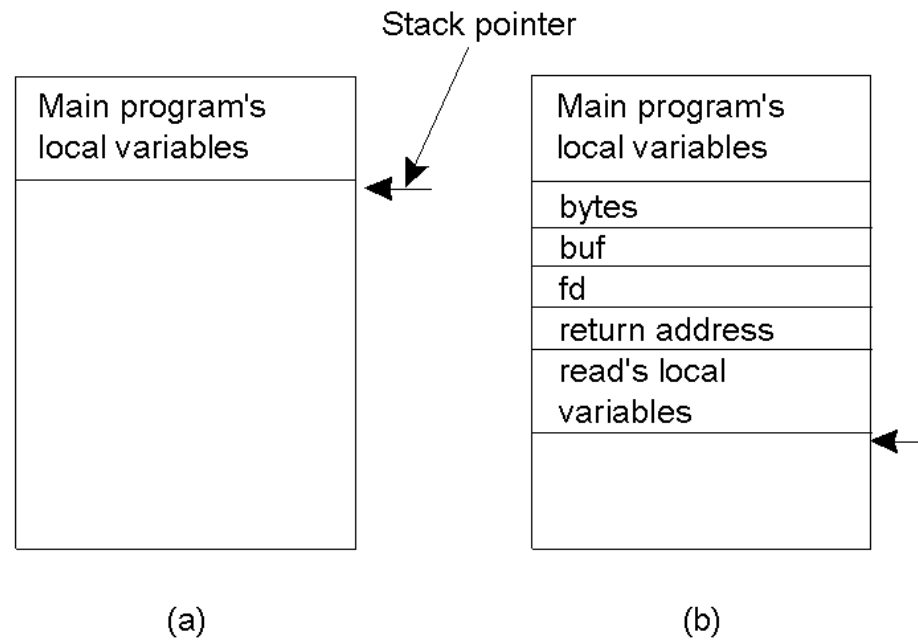 Stack pointer
Main program's
local variables
Main program's
local variables
bytes
buf
fd
return address
read's local
variables
(a)
(b)